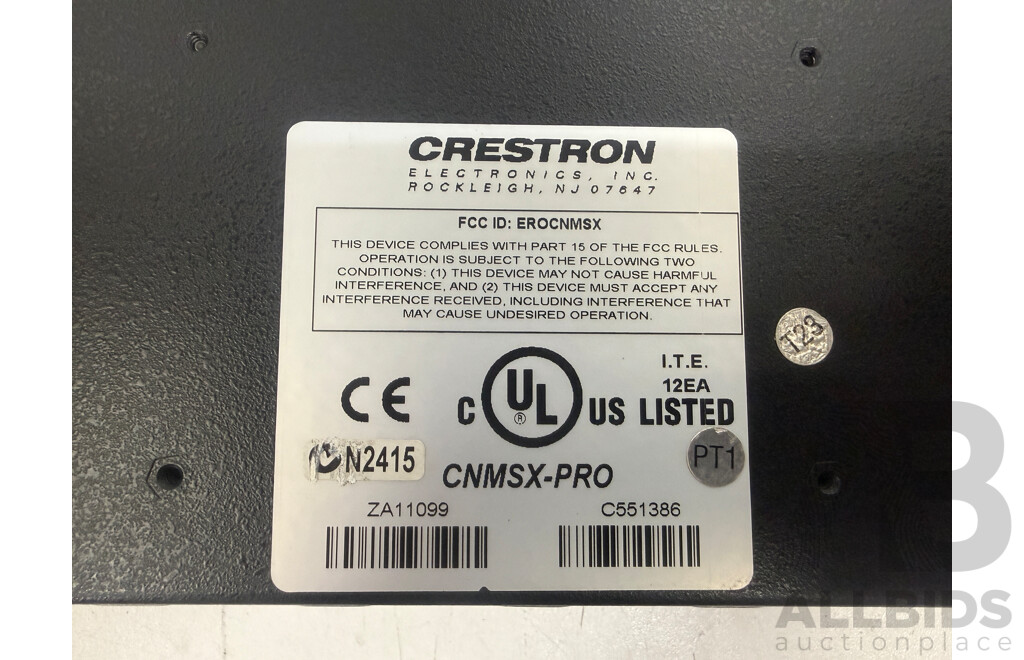 CRESTRON
ELECTRONICS, INC.
ROCKLEIGH, NJ 07647
FCC ID: EROCNMSX
THIS DEVICE COMPLIES WITH PART 15 OF THE FCC RULES.
OPERATION IS SUBJECT TO THE FOLLOWING TWO
CONDITIONS: (1) THIS DEVICE MAY NOT CAUSE HARMFUL
INTERFERENCE, AND (2) THIS DEVICE MUST ACCEPT ANY
INTERFERENCE RECEIVED, INCLUDING INTERFERENCE THAT
MAY CAUSE UNDESIRED OPERATION.
I.T.E.
12EA
CE C UL ® US LISTED
N2415
CNMSX-PRO
PT1
ZA11099 C551386
T29
B
ALLBIDS
auctionplace